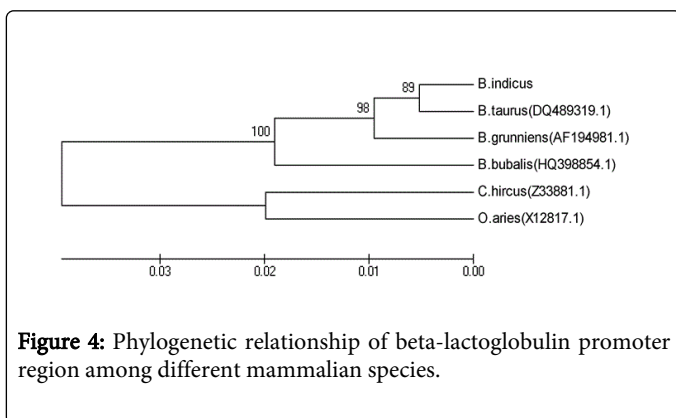 89
B.indicus
98
B.taurus(DQ489319.1)
100
B.grunniens(AF194981.1)
B.bubalis(HQ398854.1)
C.hircus(Z33881.1)
O.aries(X12817.1)
0.03 0.02 0.01 0.00
Figure 4: Phylogenetic relationship of beta-lactoglobulin promoter
region among different mammalian species.